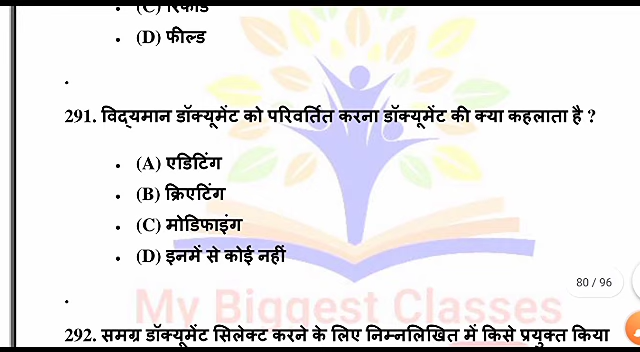 • (C) रिकॉर्ड
• (D) फील्ड
•
291. विद्यमान डॉक्यूमेंट को परिवर्तित करना डॉक्यूमेंट की क्या कहलाता है ?
• (A) एडिटिंग
• (B) क्रिएटिंग
• (C) मोडिफाइंग
• (D) इनमें से कोई नहीं
80 / 96
•
My Biggest Classes
292. समग्र डॉक्यूमेंट सिलेक्ट करने के लिए निम्नलिखित में किसे प्रयुक्त किया